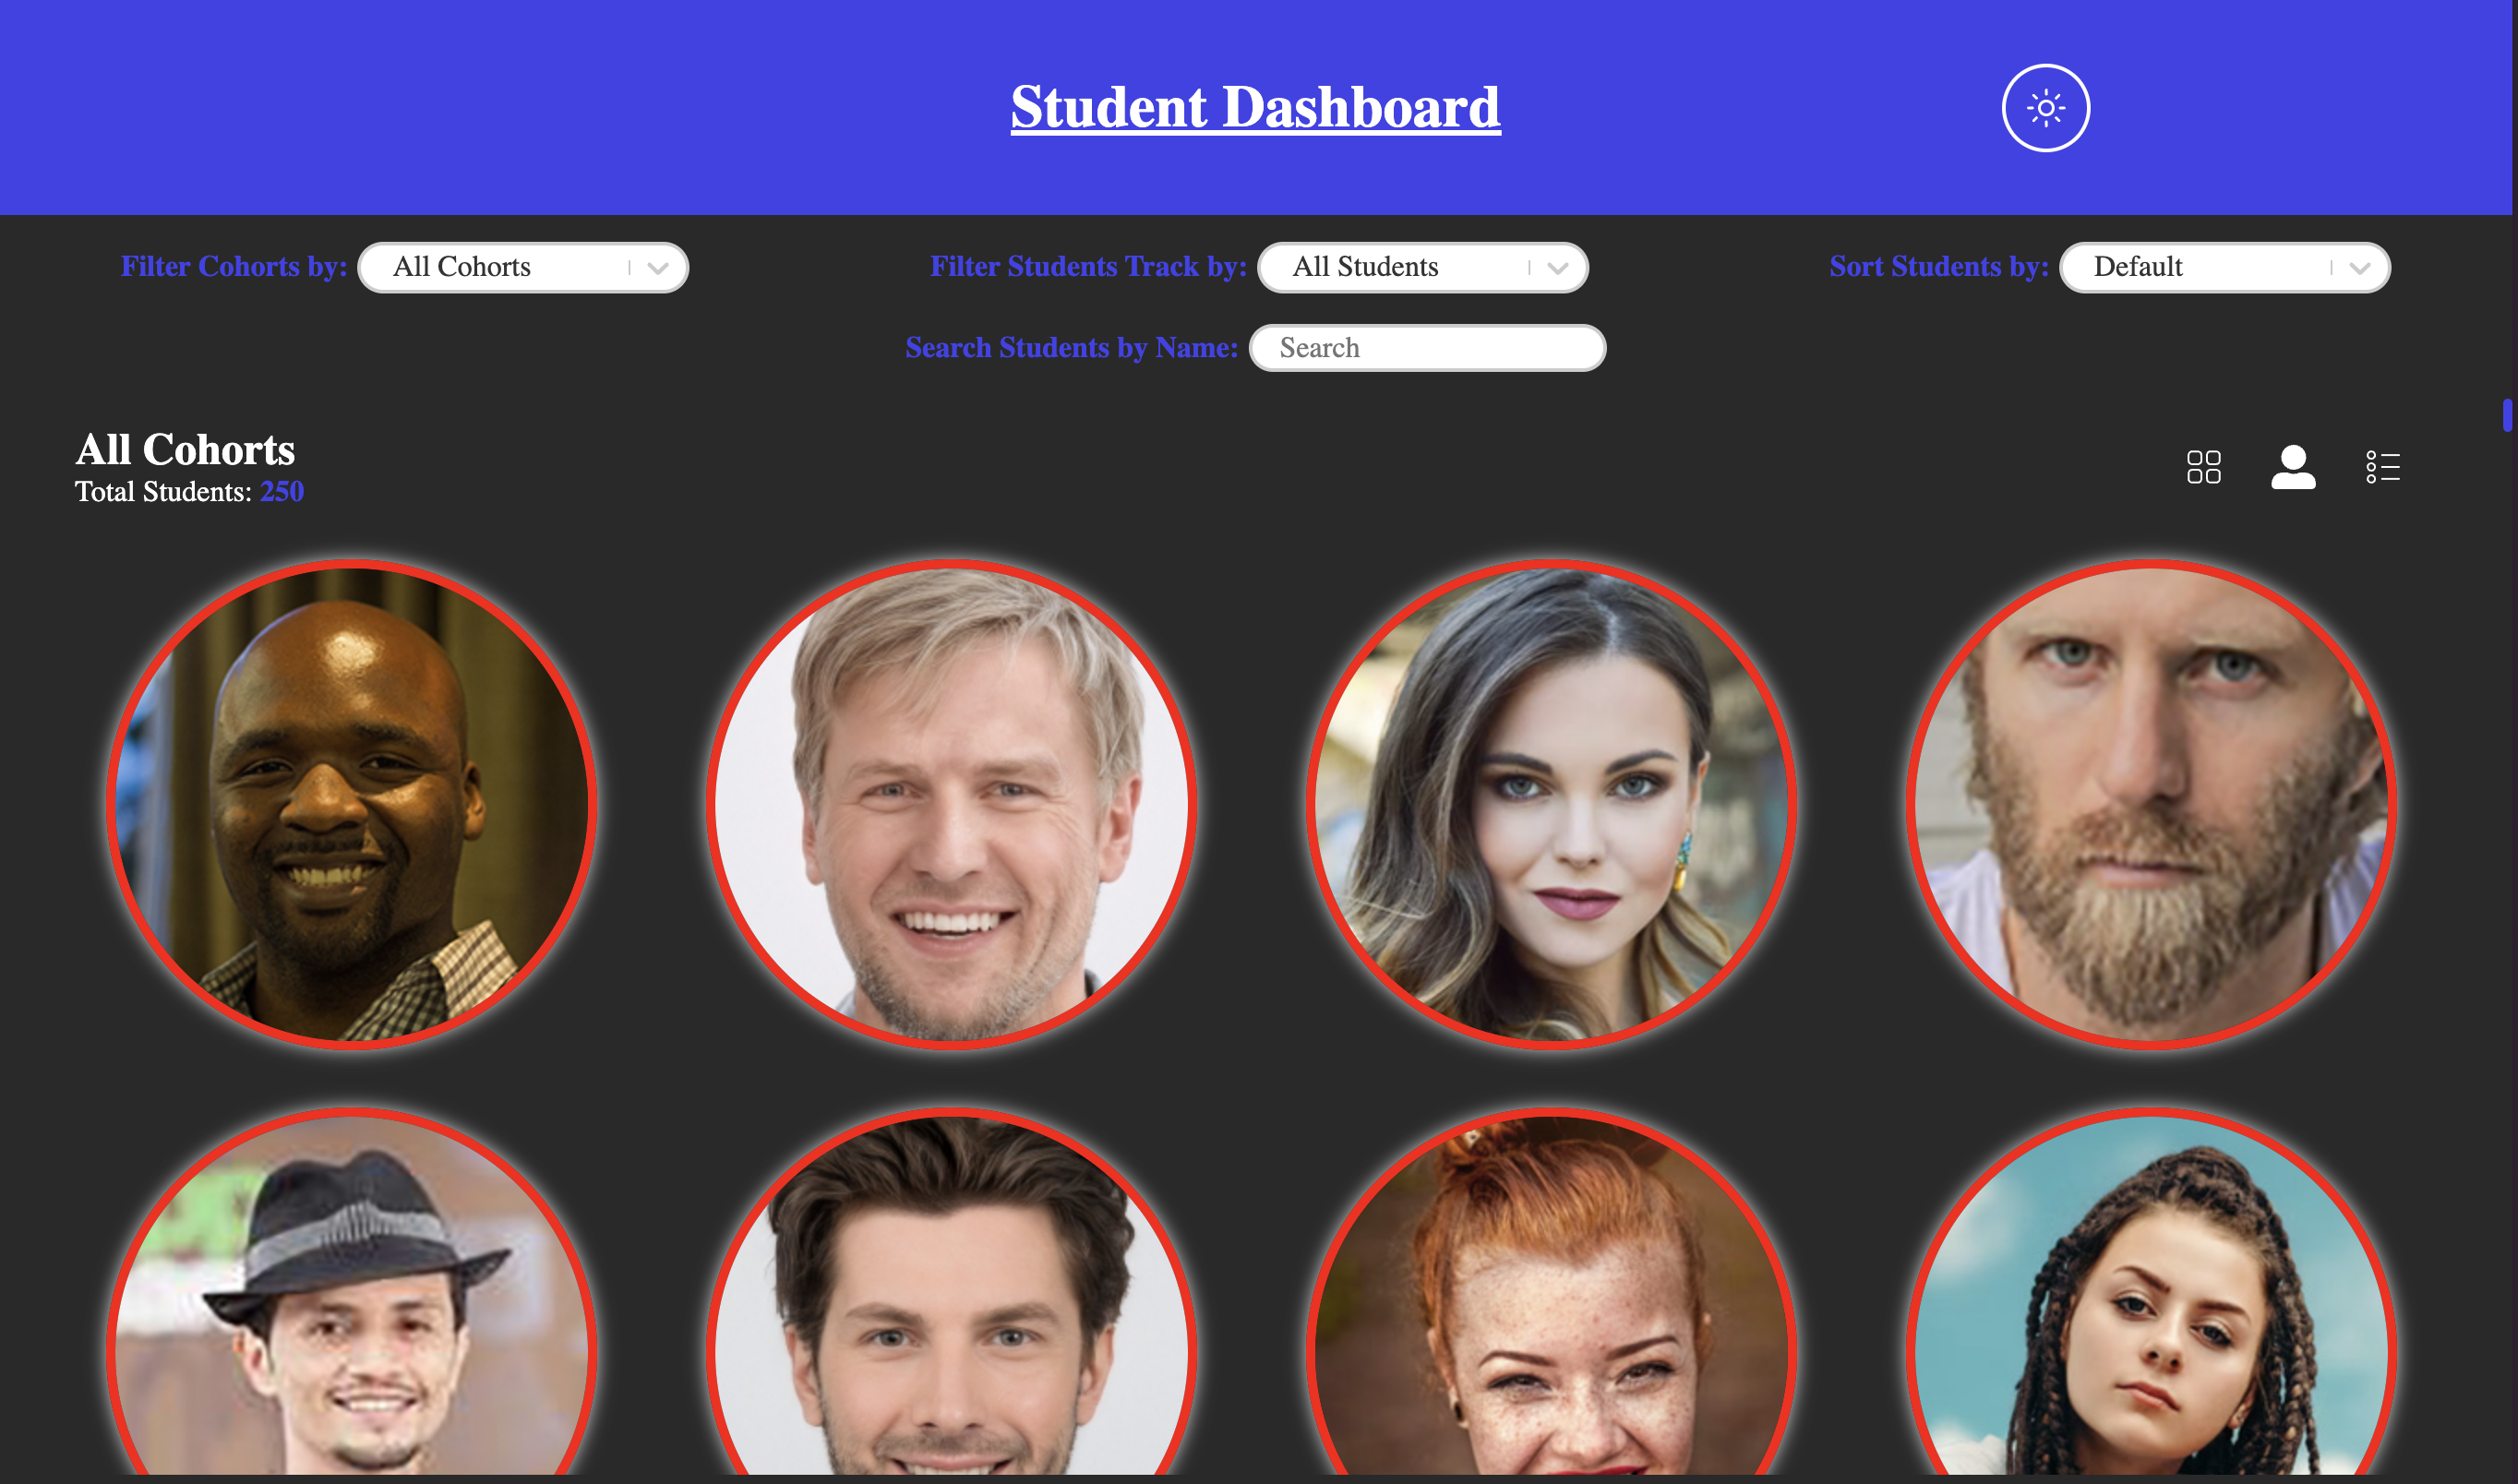 Student Dashboard
Filter Cohorts by: All Cohorts
Filter Students Track by: All Students
Sort Students by: Default
Search Students by Name: Search
All Cohorts
Total Students: 250